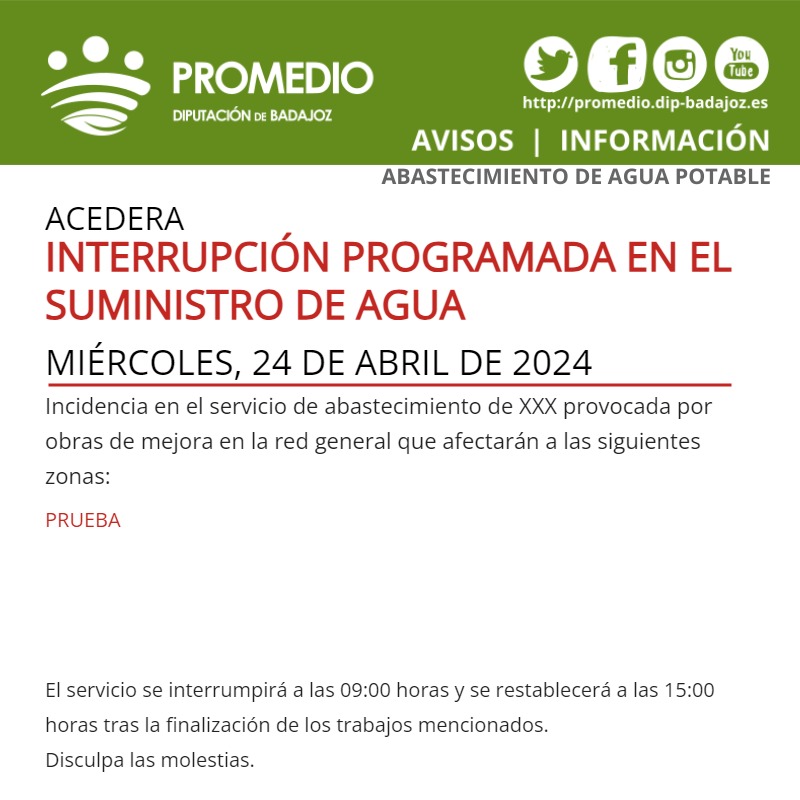 PROMEDIO
DIPUTACIÓN DE BADAJOZ
You
Tube
http://promedio.dip-badajoz.es
AVISOS | INFORMACIÓN
ABASTECIMIENTO DE AGUA POTABLE
ACEDERA
INTERRUPCIÓN PROGRAMADA EN EL
SUMINISTRO DE AGUA
MIÉRCOLES, 24 DE ABRIL DE 2024
Incidencia en el servicio de abastecimiento de XXX provocada por
obras de mejora en la red general que afectarán a las siguientes
zonas:
PRUEBA
El servicio se interrumpirá a las 09:00 horas y se restablecerá a las 15:00
horas tras la finalización de los trabajos mencionados.
Disculpa las molestias.